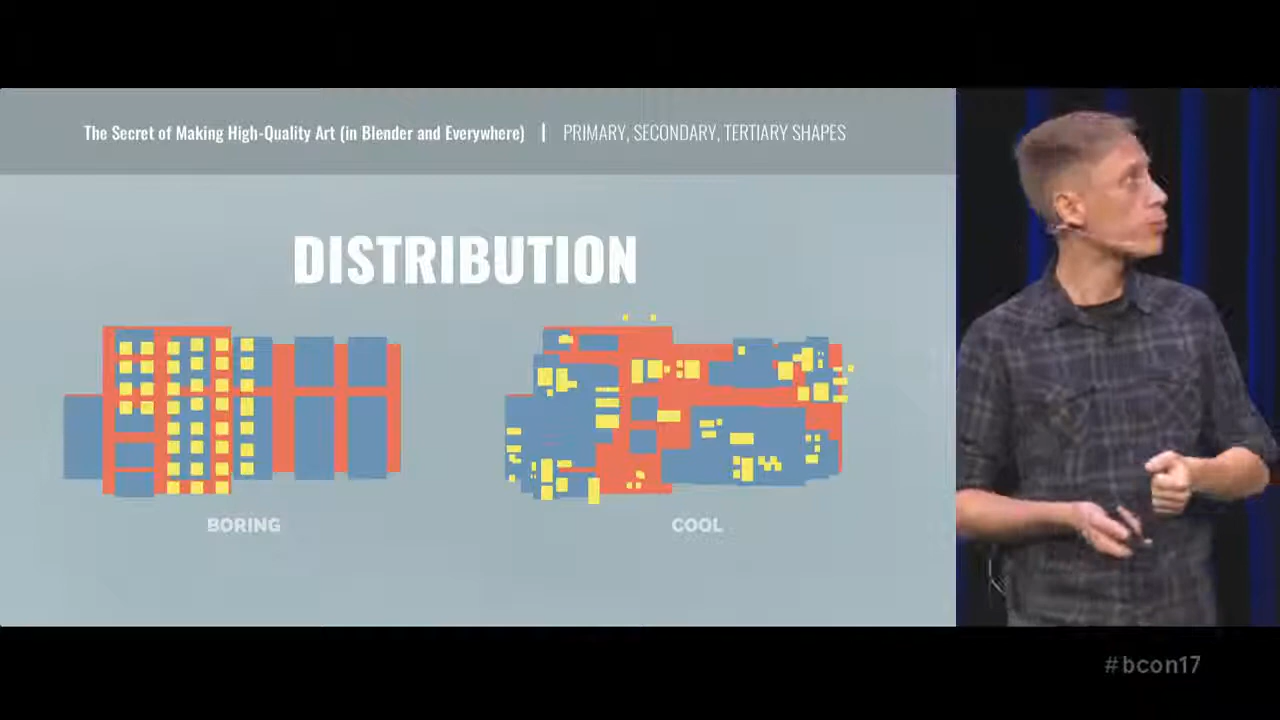 The Secret of Making High-Quality Art (in Blender and Everywhere) | PRIMARY, SECONDARY, TERTIARY SHAPES
DISTRIBUTION
BORING
COOL
#bcon17